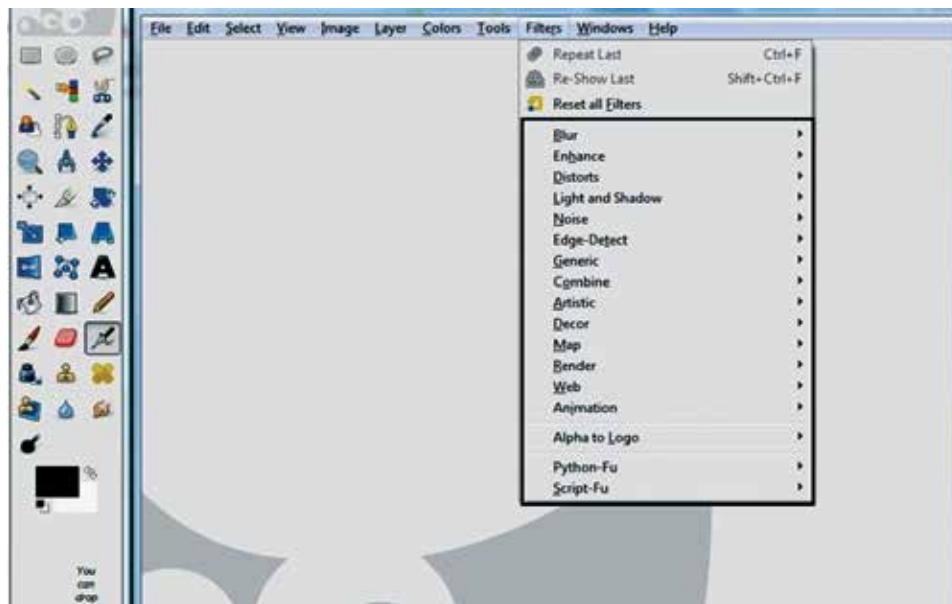 File Edit Select View Image Layer Colors Tools Filters Windows Help
Repeat Last Ctrl+F
Re-Show Last Shift+Ctrl+F
Reset all Filters
Blur
Enhance
Distorts
Light and Shadow
Noise
Edge-Detect
Generic
Combine
Artistic
Decor
Map
Render
Web
Animation
Alpha to Logo
Python-Fu
Script-Fu
You
can
drop